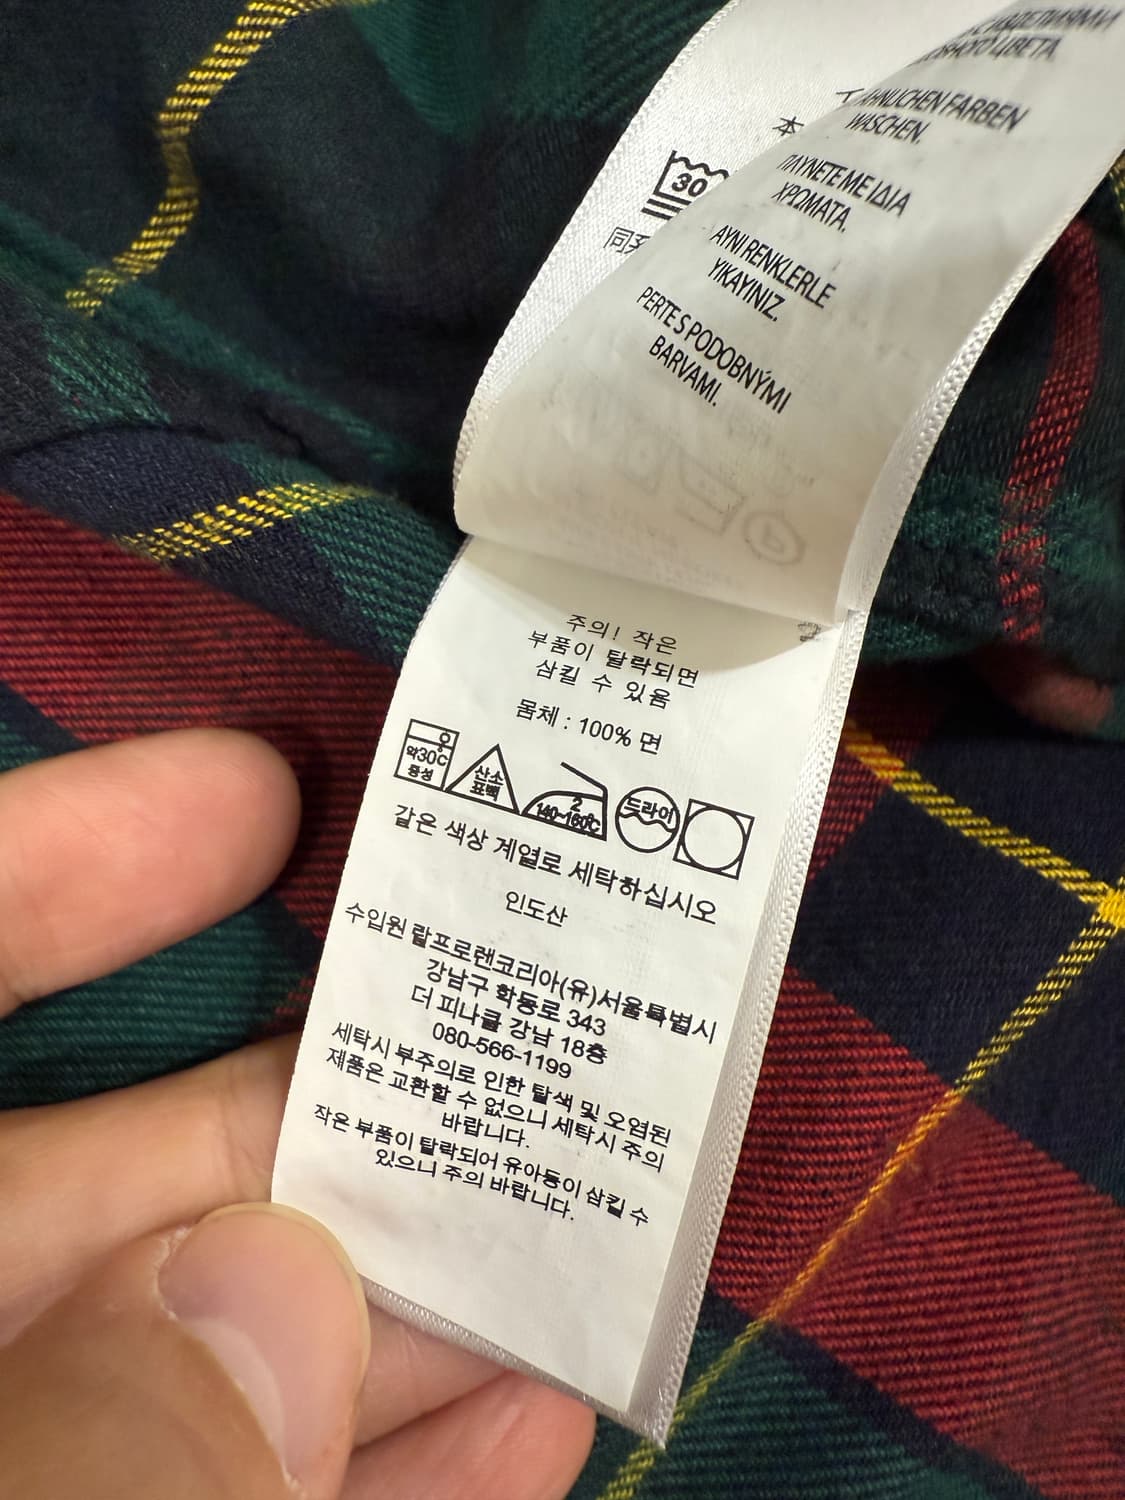 ОВНОГО ЦВЕТА
ÄHNLICHEN FARBEN
WASCHEN.
ΠΛΥΝΕΤΕ ΜΕ ΙΔΙΑ
ΧΡΩΜΑΤΑ.
AYNI RENKLERLE
YIKAYINIZ.
PERTE S PODOBNÝMI
BARVAMI.
本
30
同系
주의! 작은
부품이 탈락되면
삼킬 수 있음
몸체 : 100% 면
약30℃
중성
산소
표백
2
140~160℃
드라이
같은 색상 계열로 세탁하십시오
인도산
수입원 랄프로렌코리아(유)서울특별시
강남구 학동로 343
더 피나클 강남 18층
080-566-1199
세탁시 부주의로 인한 탈색 및 오염된
제품은 교환할 수 없으니 세탁시 주의
바랍니다.
작은 부품이 탈락되어 유아동이 삼킬 수
있으니 주의 바랍니다.